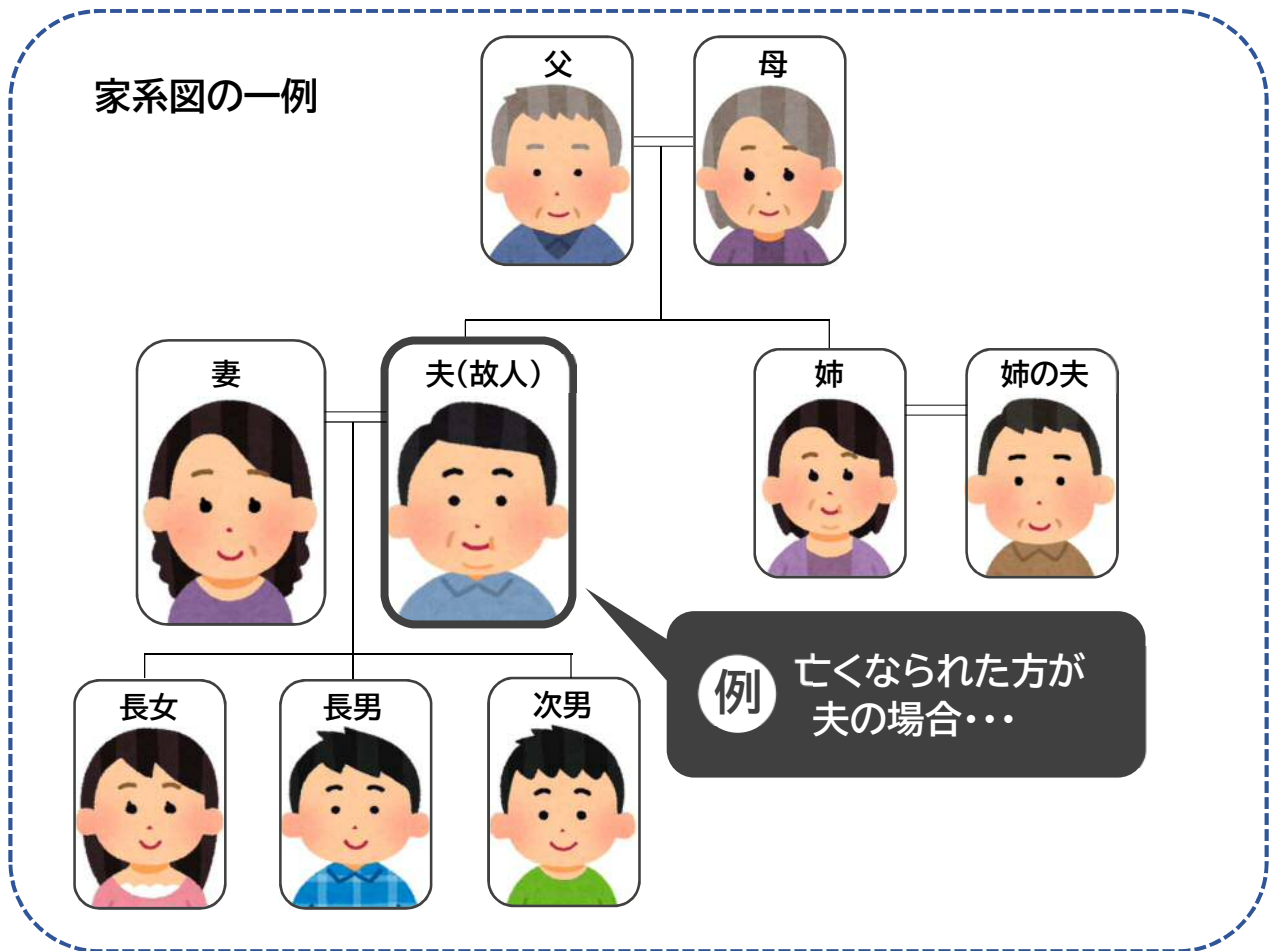 家系図の一例
父
母
妻
夫(故人)
姉
姉の夫
例
亡くなられた方が
夫の場合・・・
長女
長男
次男